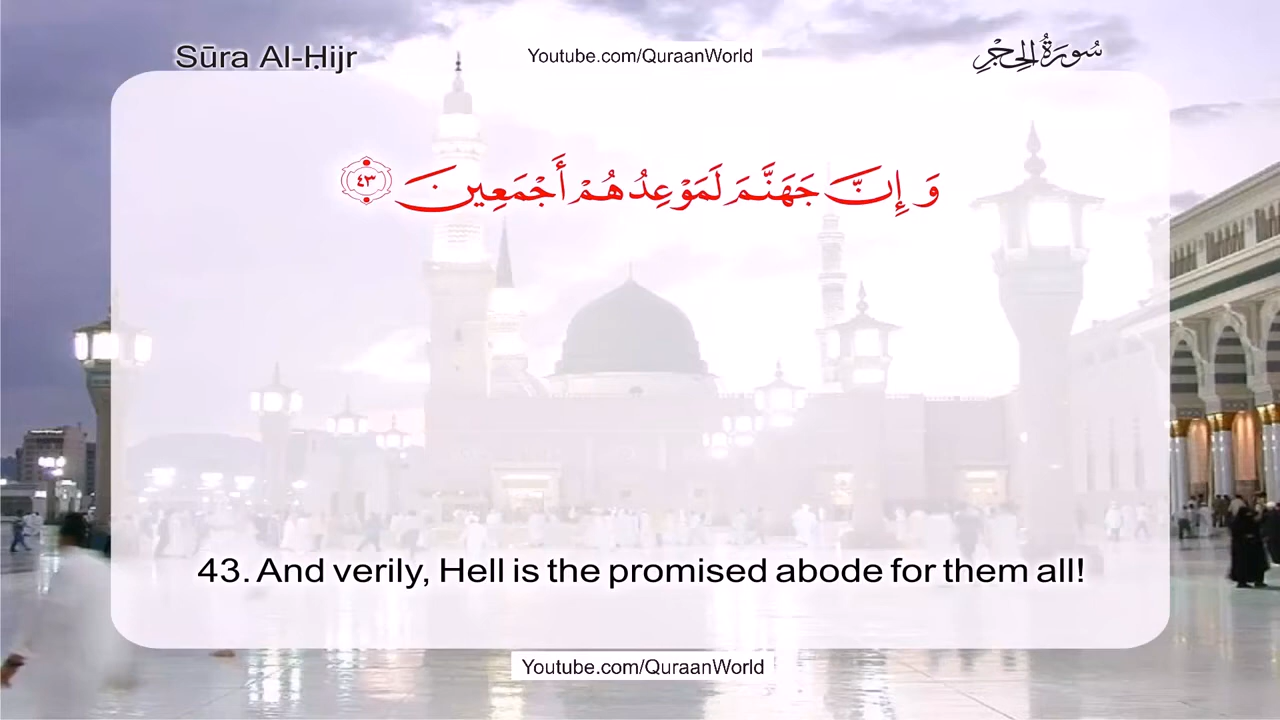 Sūra Al-Ḥijr
Youtube.com/QuraanWorld
سُورَةُ الحِجْرِ
وَ إِنَّ جَهَنَّمَ لَمَوْعِدُهُمْ أَجْمَعِينَ ٤٣
43. And verily, Hell is the promised abode for them all!
Youtube.com/QuraanWorld